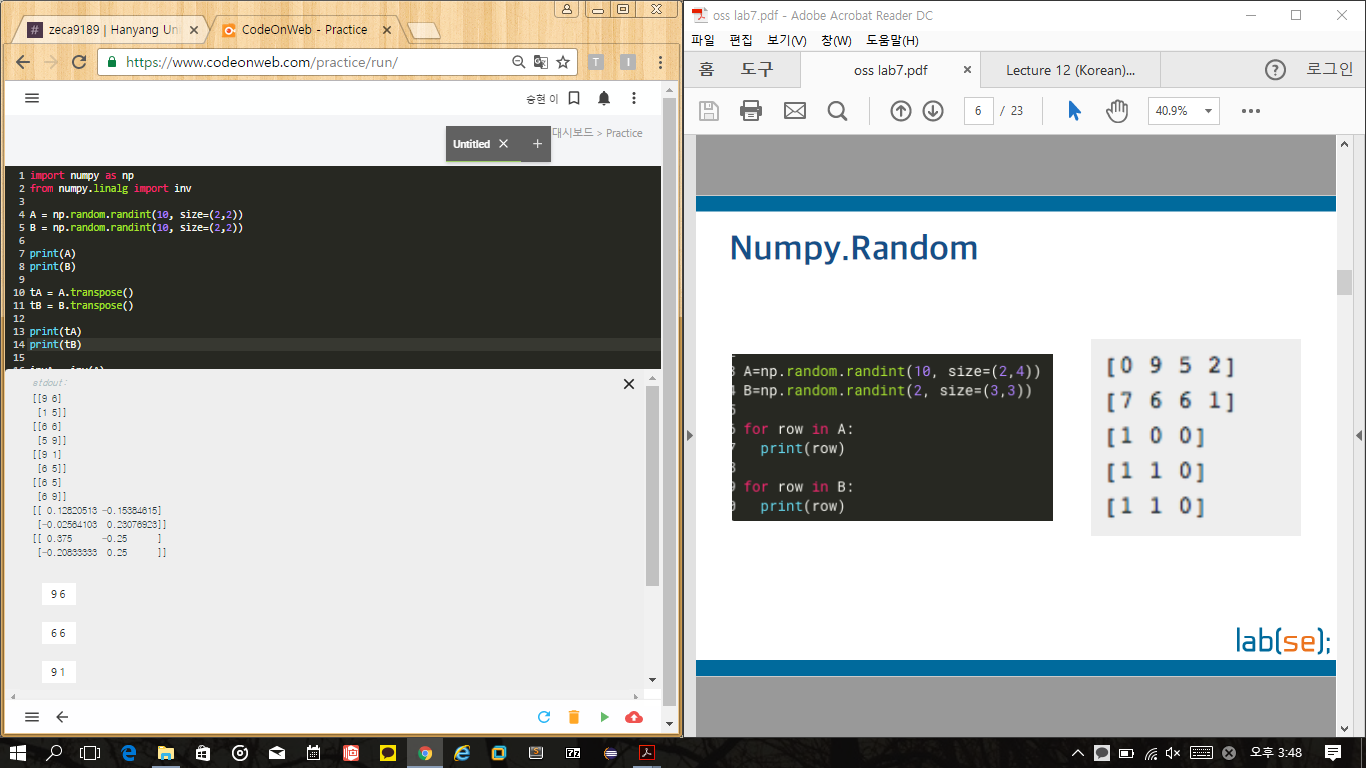 zeca9189 | Hanyang Un
CodeOnWeb - Practice
https://www.codeonweb.com/practice/run/
승현 이
대시보드 > Practice
Untitled
1 import numpy as np
2 from numpy.linalg import inv
3
4 A = np.random.randint(10, size=(2,2))
5 B = np.random.randint(10, size=(2,2))
6
7 print(A)
8 print(B)
9
10 tA = A.transpose()
11 tB = B.transpose()
12
13 print(tA)
14 print(tB)
15
stdout:
[[9 6]
[1 5]]
[[6 6]
[5 9]]
[[9 1]
[6 5]]
[[6 5]
[6 9]]
[[ 0.12820513 -0.15384615]
[-0.02564103 0.23076923]]
[[ 0.375 -0.25 ]
[-0.20833333 0.25 ]]
9 6
6 6
9 1
oss lab7.pdf - Adobe Acrobat Reader DC
파일 편집 보기(V) 창(W) 도움말(H)
홈 도구 oss lab7.pdf Lecture 12 (Korean)... 로그인
6 / 23 40.9%
Numpy.Random
A=np.random.randint(10, size=(2,4))
B=np.random.randint(2, size=(3,3))
for row in A:
print(row)
for row in B:
print(row)
[0 9 5 2]
[7 6 6 1]
[1 0 0]
[1 1 0]
[1 1 0]
lab(se);
오후 3:48